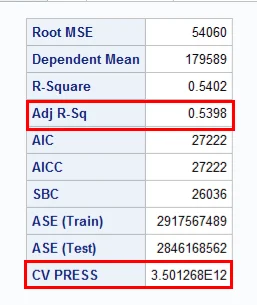 Root MSE 54060
Dependent Mean 179589
R-Square 0.5402
Adj R-Sq 0.5398
AIC 27222
AICC 27222
SBC 26036
ASE (Train) 2917567489
ASE (Test) 2846168562
CV PRESS 3.501268E12